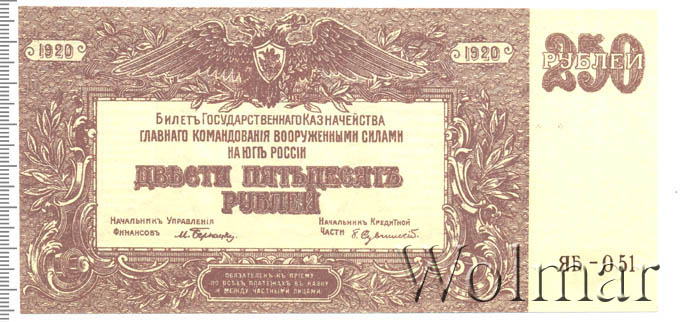 1920
1920
250
РУБЛЕЙ
БИЛЕТЪ ГОСУДАРСТВЕННАГО КАЗНАЧЕЙСТВА
ГЛАВНАГО КОМАНДОВАНІЯ ВООРУЖЕННЫМИ СИЛАМИ
НА ЮГѢ РОССІИ
ДВѢСТИ ПЯТЬДЕСЯТЪ
РУБЛЕЙ
НАЧАЛЬНИКЪ УПРАВЛЕНІЯ
ФИНАНСОВЪ
НАЧАЛЬНИКЪ КРЕДИТНОЙ
ЧАСТИ
ЯБ-051
ОБЯЗАТЕЛЕНЪ КЪ ПРІЕМУ
ПО ВСѢМЪ ПЛАТЕЖАМЪ ВЪ КАЗНУ
И МЕЖДУ ЧАСТНЫМИ ЛИЦАМИ.
Wolmar